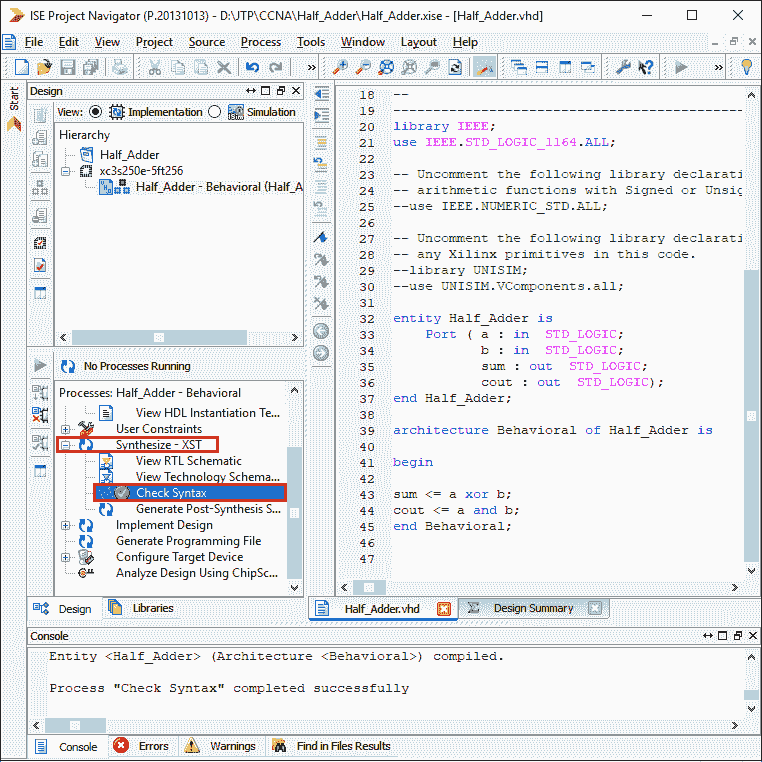 ISE Project Navigator (P.20131013) - D:\JTP\CCNA\Half_Adder\Half_Adder.xise - [Half_Adder.vhd]
File Edit View Project Source Process Tools Window Layout Help
Start
Design
View: Implementation Simulation
Hierarchy
Half_Adder
xc3s250e-5ft256
Half_Adder - Behavioral (Half_A
No Processes Running
Processes: Half_Adder - Behavioral
View HDL Instantiation Te...
User Constraints
Synthesize - XST
View RTL Schematic
View Technology Schema...
Check Syntax
Generate Post-Synthesis S...
Implement Design
Generate Programming File
Configure Target Device
Analyze Design Using ChipSc...
Design Libraries
18 --
19 --------------------------------------------
20 library IEEE;
21 use IEEE.STD_LOGIC_1164.ALL;
22
23 -- Uncomment the following library declarati
24 -- arithmetic functions with Signed or Unsig
25 --use IEEE.NUMERIC_STD.ALL;
26
27 -- Uncomment the following library declarati
28 -- any Xilinx primitives in this code.
29 --library UNISIM;
30 --use UNISIM.VComponents.all;
31
32 entity Half_Adder is
33 Port ( a : in STD_LOGIC;
34 b : in STD_LOGIC;
35 sum : out STD_LOGIC;
36 cout : out STD_LOGIC);
37 end Half_Adder;
38
39 architecture Behavioral of Half_Adder is
40
41 begin
42
43 sum <= a xor b;
44 cout <= a and b;
45 end Behavioral;
46
47
Half_Adder.vhd Design Summary
Console
Entity <Half_Adder> (Architecture <Behavioral>) compiled.
Process "Check Syntax" completed successfully
Console Errors Warnings Find in Files Results